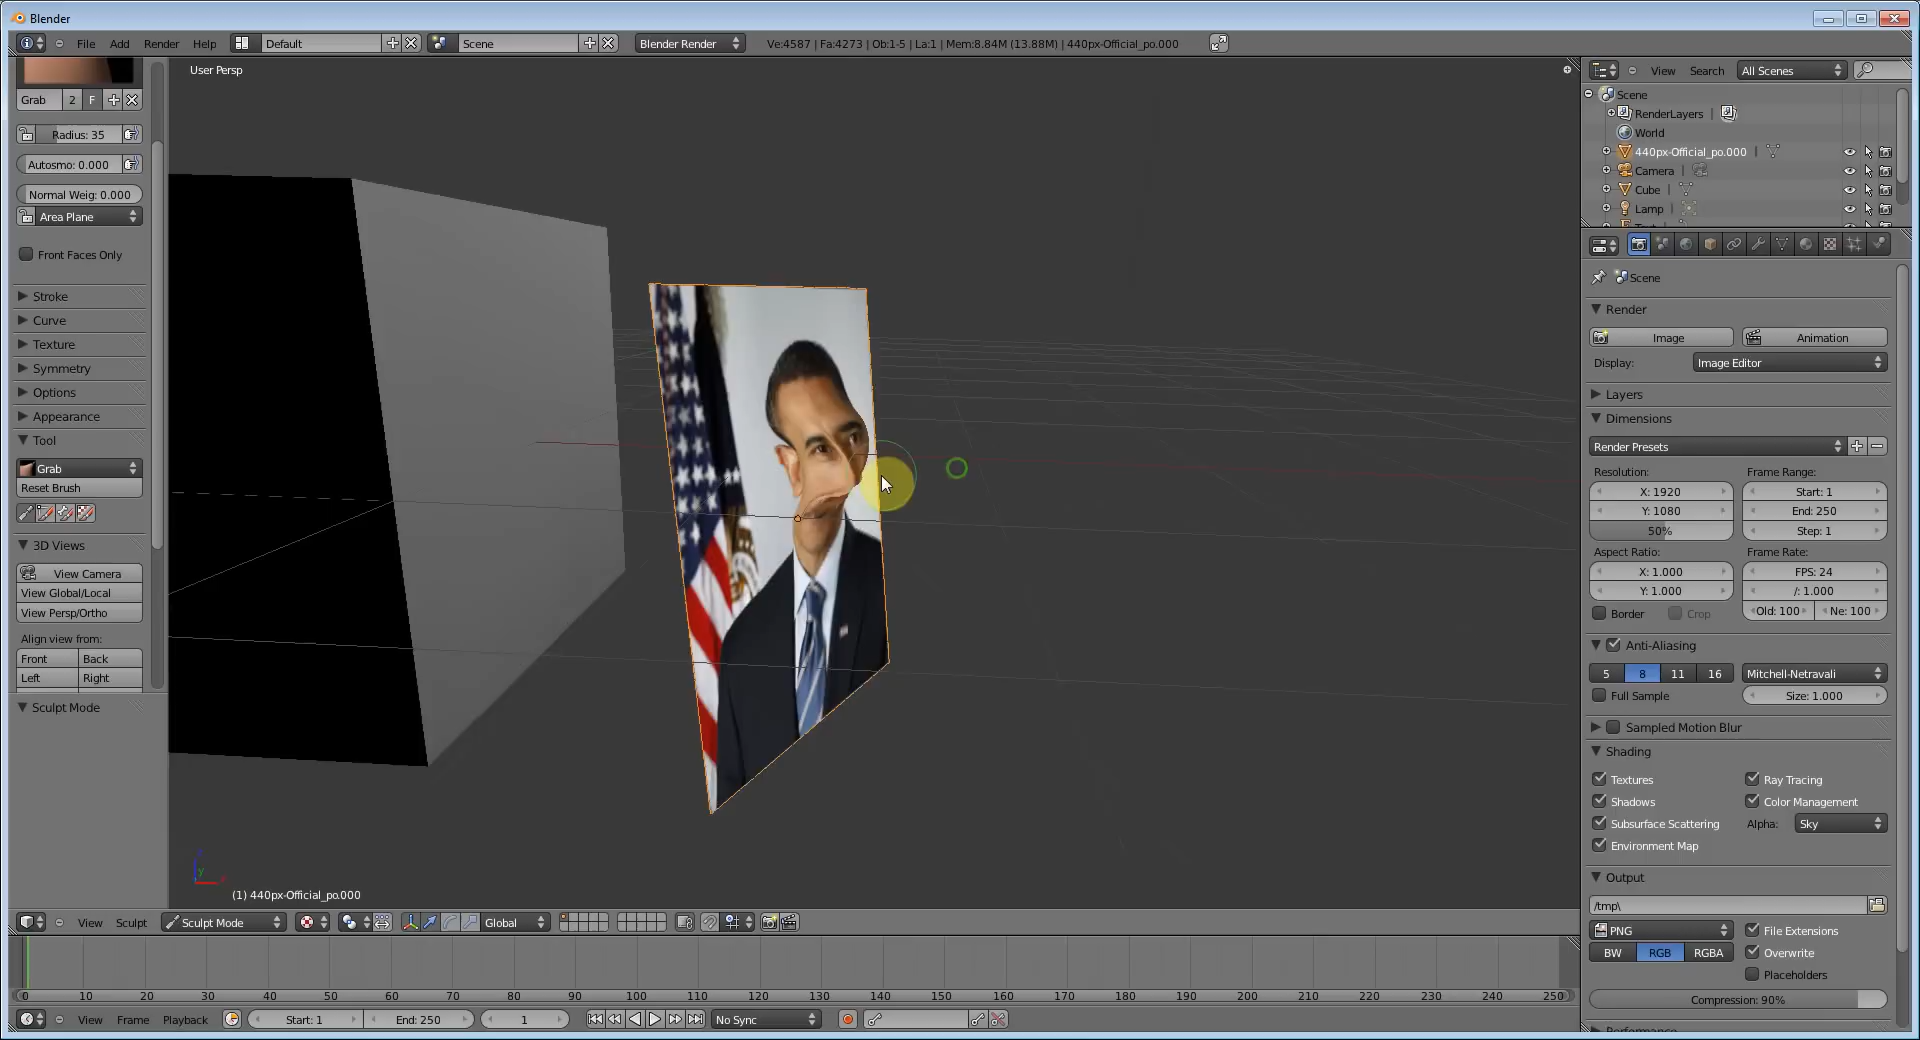 Blender
File Add Render Help Default Scene Blender Render Ve:4587 | Fa:4273 | Ob:1-5 | La:1 | Mem:8.84M (13.88M) | 440px-Official_po.000
User Persp
Grab 2 F
Radius: 35
Autosmo: 0.000
Normal Weig: 0.000
Area Plane
Front Faces Only
Stroke
Curve
Texture
Symmetry
Options
Appearance
Tool
Grab
Reset Brush
3D Views
View Camera
View Global/Local
View Persp/Ortho
Align view from:
Front Back
Left Right
Sculpt Mode
(1) 440px-Official_po.000
View Sculpt Sculpt Mode Global
View Search All Scenes
Scene
RenderLayers |
World
440px-Official_po.000 |
Camera |
Cube |
Lamp |
Scene
Render
Image Animation
Display: Image Editor
Layers
Dimensions
Render Presets
Resolution: Frame Range:
X: 1920 Start: 1
Y: 1080 End: 250
50% Step: 1
Aspect Ratio: Frame Rate:
X: 1.000 FPS: 24
Y: 1.000 /: 1.000
Border Crop Old: 100 Ne: 100
Anti-Aliasing
5 8 11 16 Mitchell-Netravali
Full Sample Size: 1.000
Sampled Motion Blur
Shading
Textures Ray Tracing
Shadows Color Management
Subsurface Scattering Alpha: Sky
Environment Map
Output
/tmp\
PNG File Extensions
BW RGB RGBA Overwrite
Placeholders
Compression: 90%
0 10 20 30 40 50 60 70 80 90 100 110 120 130 140 150 160 170 180 190 200 210 220 230 240 250
View Frame Playback Start: 1 End: 250 1 No Sync